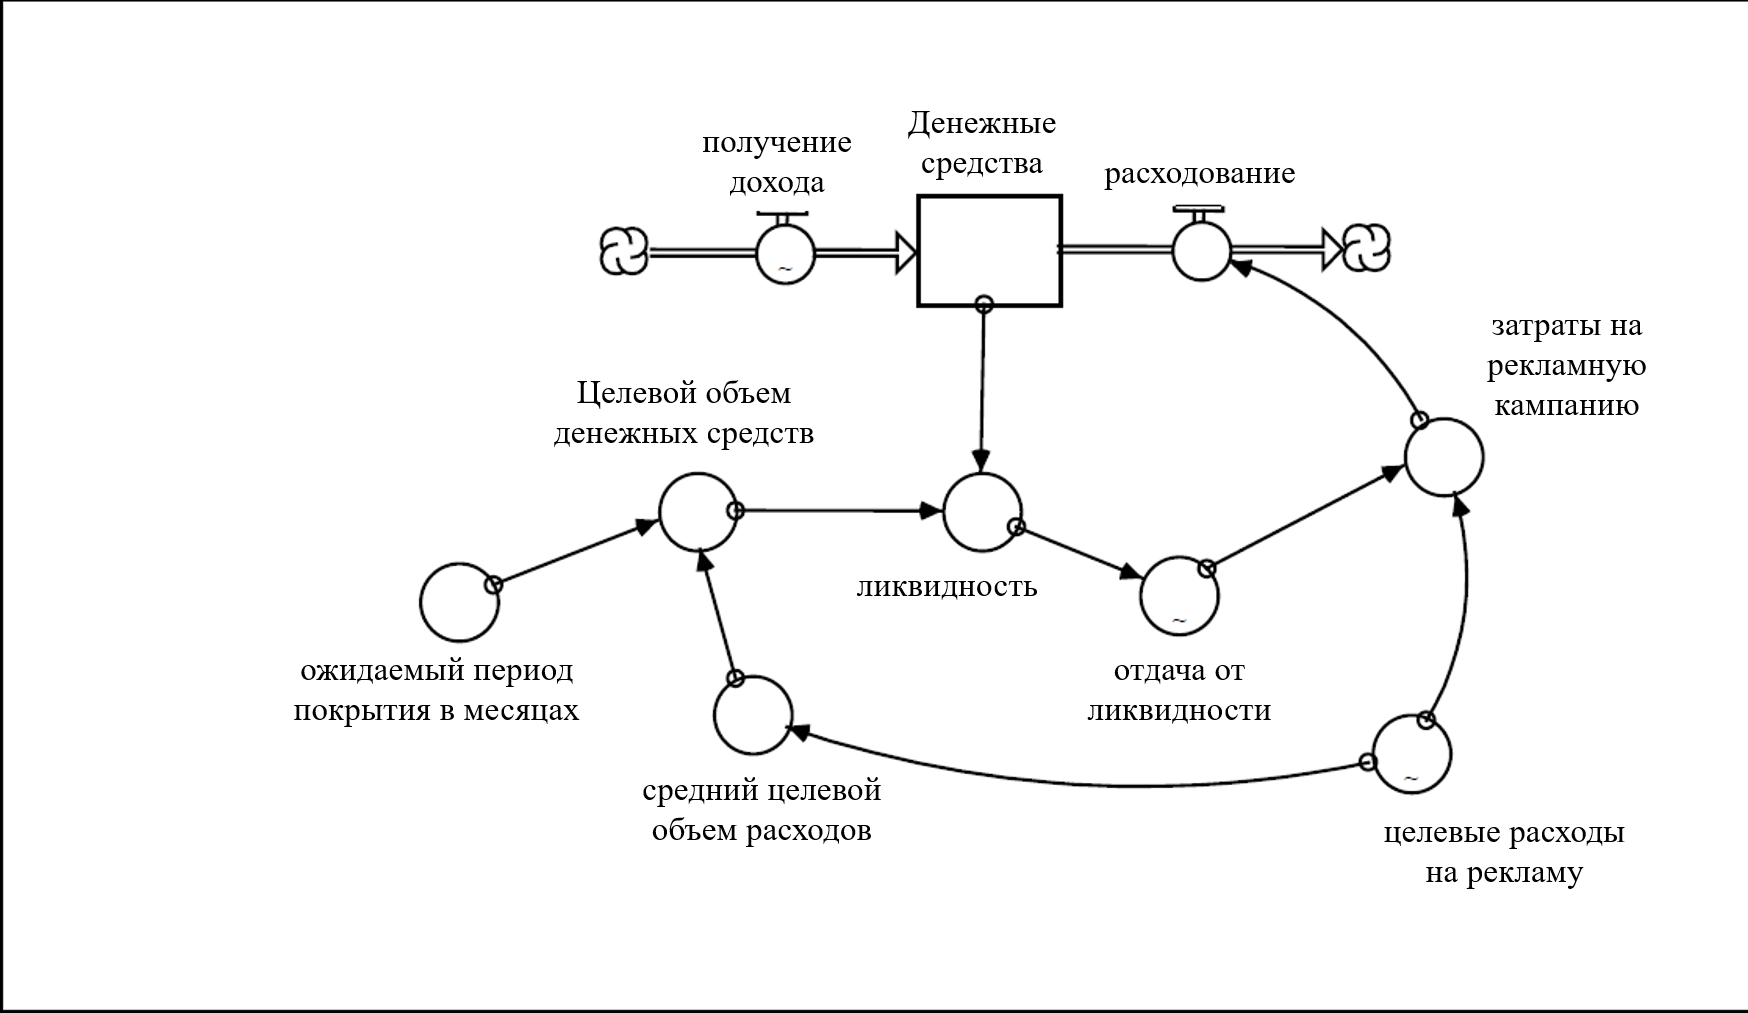 получение
дохода
Денежные
средства
расходование
затраты на
рекламную
кампанию
Целевой объем
денежных средств
ликвидность
ожидаемый период
покрытия в месяцах
отдача от
ликвидности
средний целевой
объем расходов
целевые расходы
на рекламу